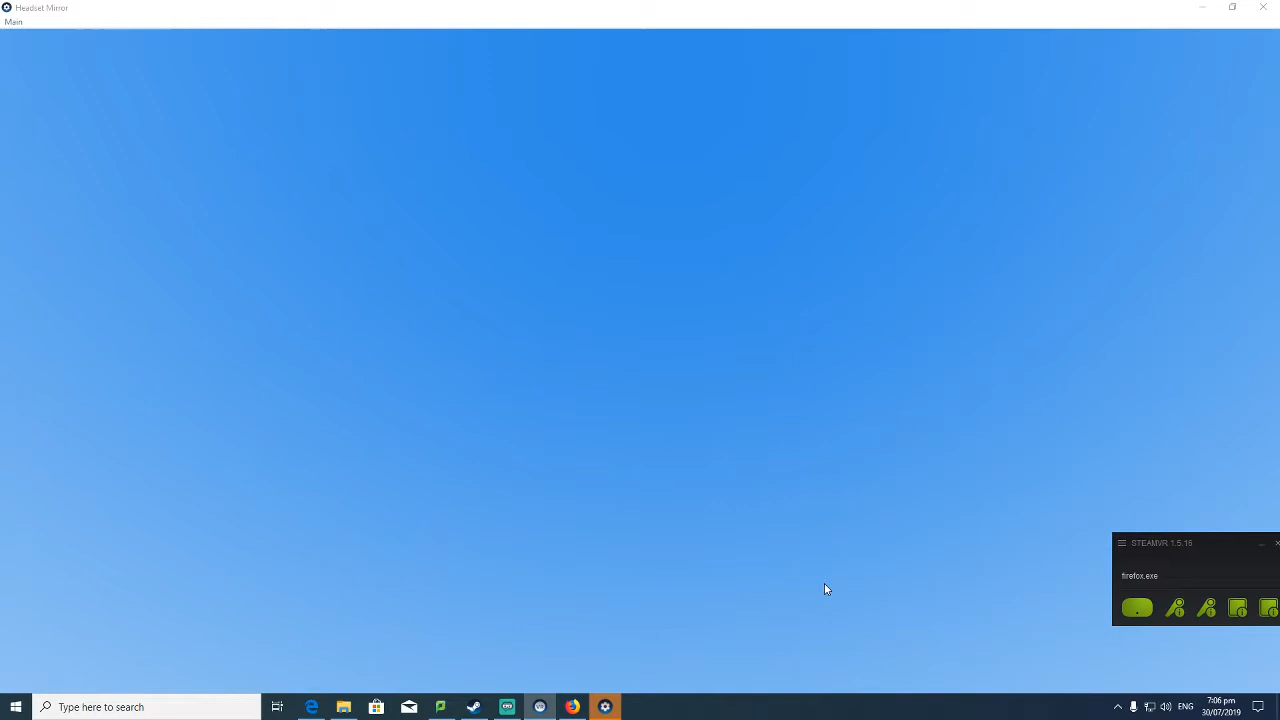 Headset Mirror
Main
STEAMVR 1.5.16
firefox.exe
Type here to search
ENG
7:06 pm
30/07/2019